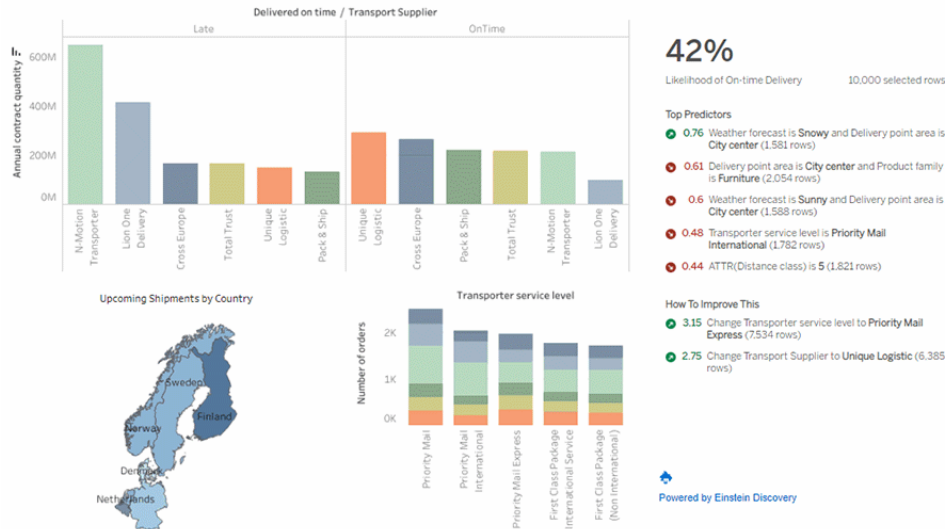 Delivered on time / Transport Supplier
Late
OnTime
Annual contract quantity
600M
400M
200M
0M
N-Motion
Transporter
Lion One
Delivery
Cross Europe
Total Trust
Unique
Logistic
Pack & Ship
Unique
Logistic
Cross Europe
Pack & Ship
Total Trust
N-Motion
Transporter
Lion One
Delivery
42%
Likelihood of On-time Delivery
10,000 selected rows
Top Predictors
0.76 Weather forecast is Snowy and Delivery point area is
City center (1,581 rows)
0.61 Delivery point area is City center and Product family
is Furniture (2,054 rows)
0.6 Weather forecast is Sunny and Delivery point area is
City center (1,588 rows)
0.48 Transporter service level is Priority Mail
International (1,782 rows)
0.44 ATTR(Distance class) is 5 (1,821 rows)
How To Improve This
3.15 Change Transporter service level to Priority Mail
Express (7,534 rows)
2.75 Change Transport Supplier to Unique Logistic (6,385
rows)
Powered by Einstein Discovery
Upcoming Shipments by Country
Sweden
Finland
Norway
Denmark
Netherlands
Transporter service level
Number of orders
2K
1K
0K
Priority Mail
Priority Mail
International
Priority Mail Express
First Class Package
International Service
First Class Package
(Non International)